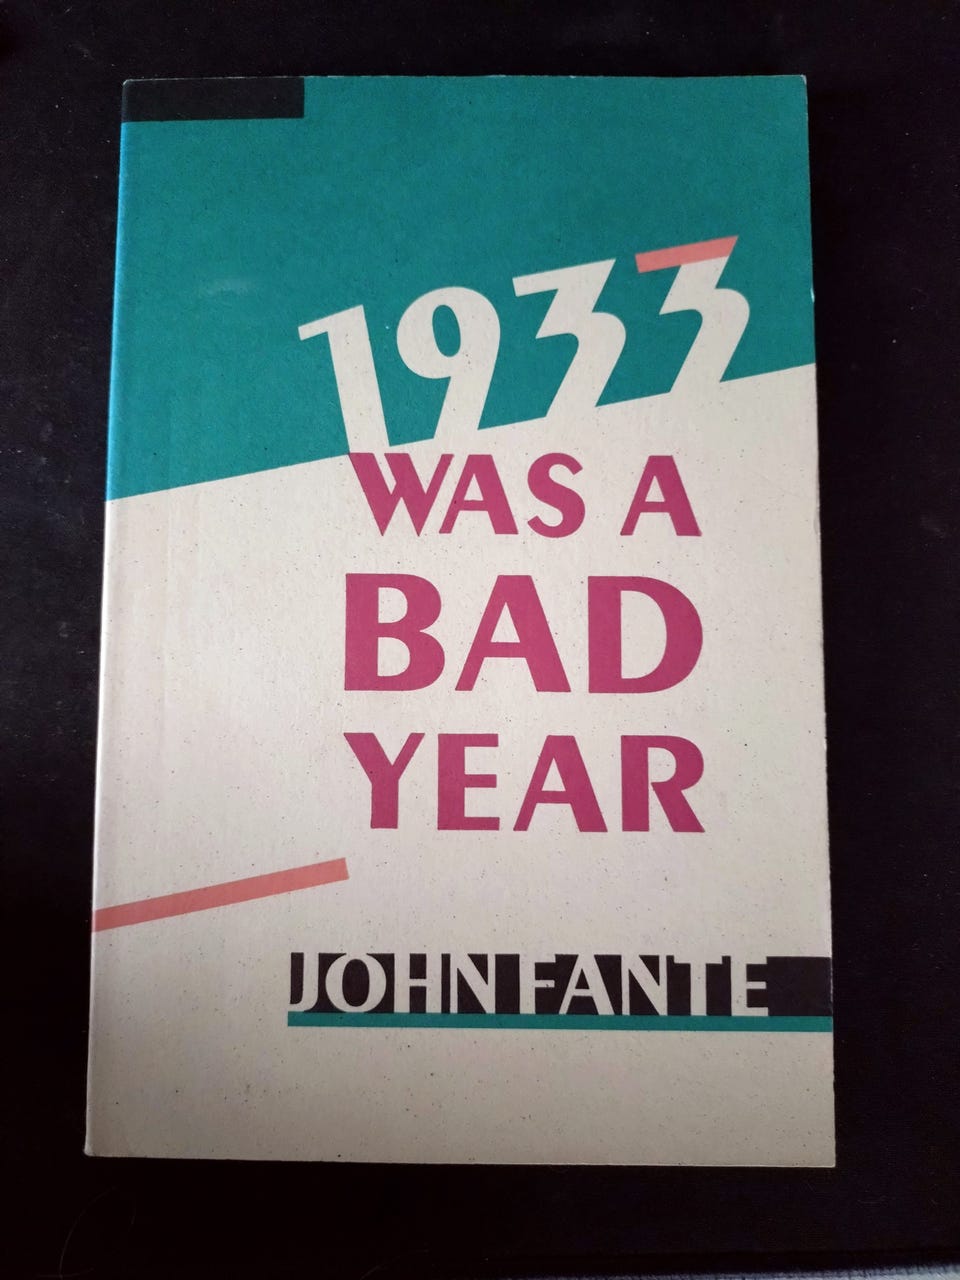 1933
WAS A
BAD
YEAR
JOHN FANTE